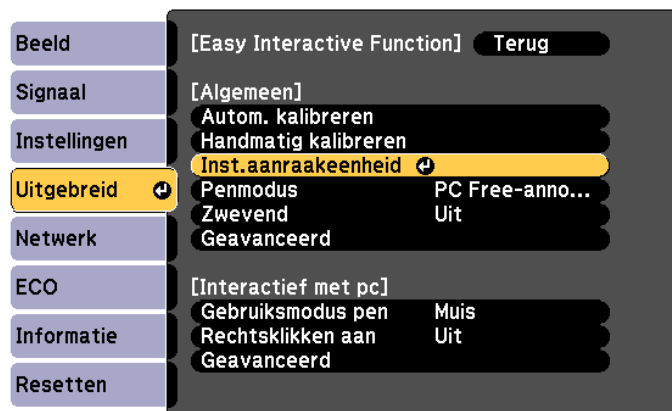 Beeld
Signaal
Instellingen
Uitgebreid
Netwerk
ECO
Informatie
Resetten
[Easy Interactive Function] Terug
[Algemeen]
Autom. kalibreren
Handmatig kalibreren
Inst.aanraakeenheid
Penmodus PC Free-anno...
Zwevend Uit
Geavanceerd
[Interactief met pc]
Gebruiksmodus pen Muis
Rechtsklikken aan Uit
Geavanceerd